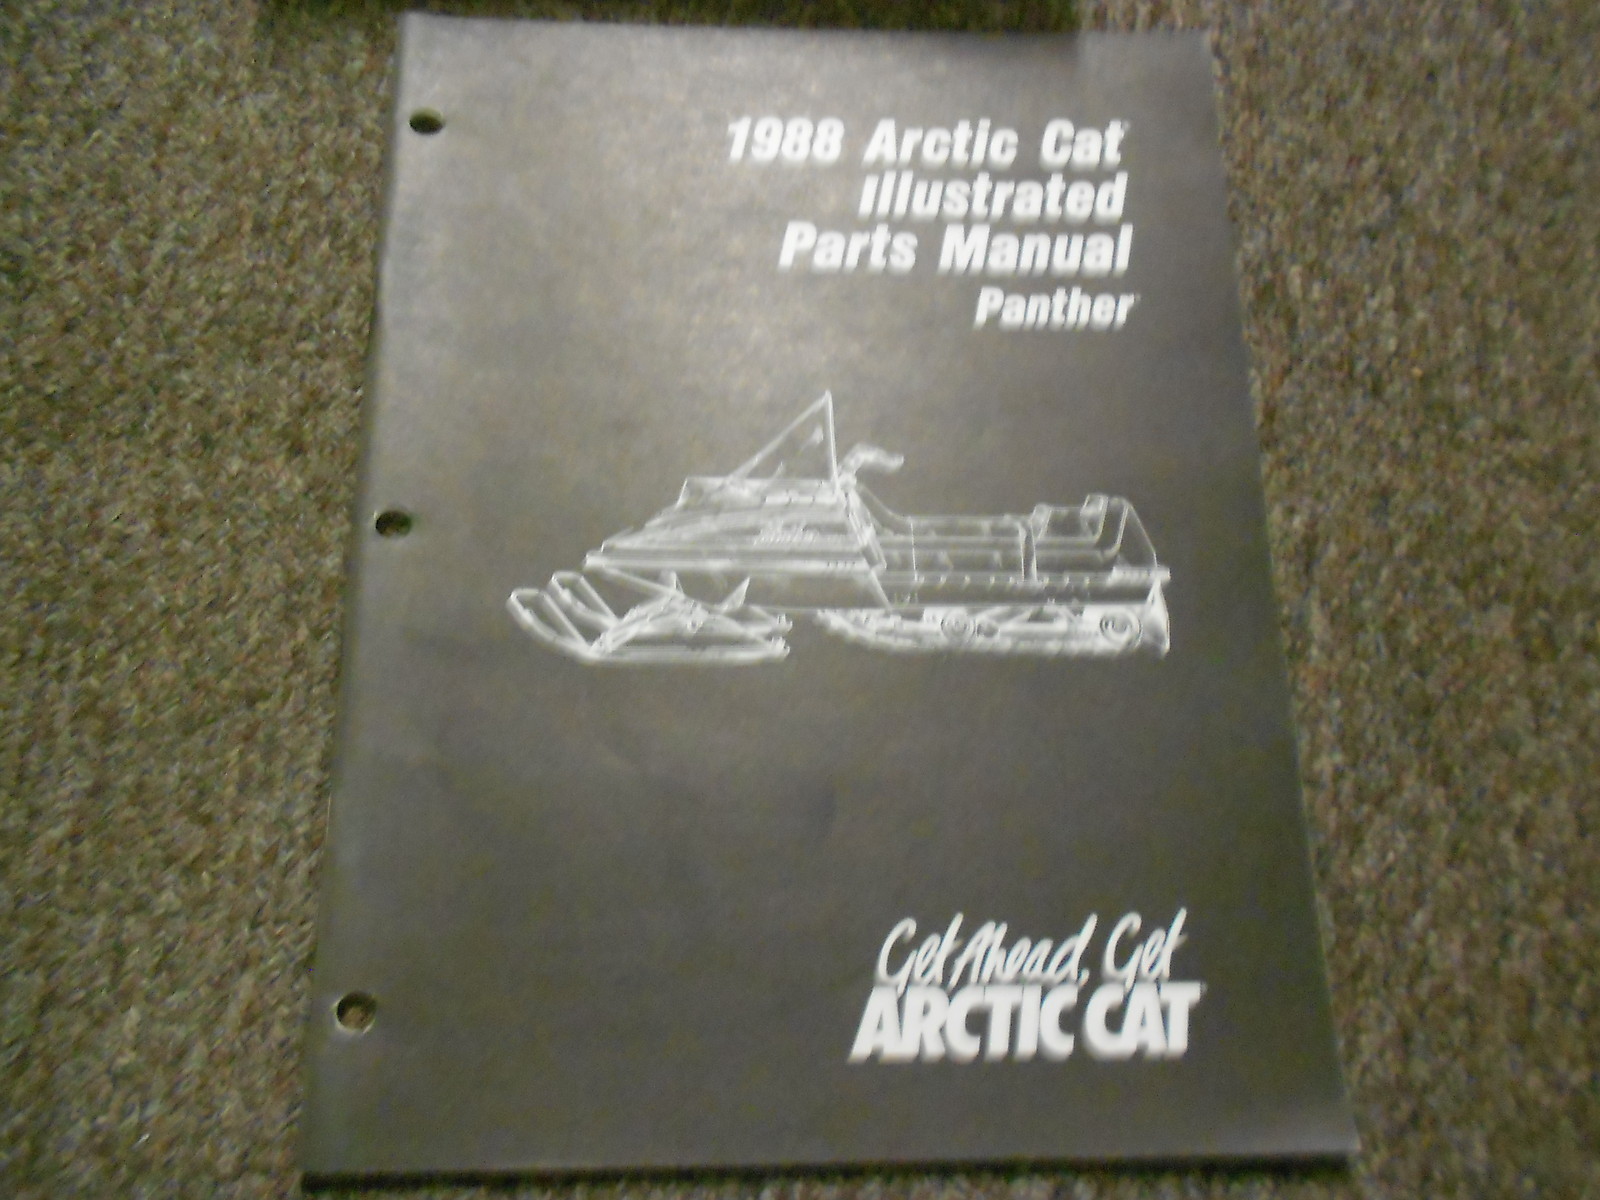 1988 Arctic Cat
Illustrated
Parts Manual
Panther
Get Ahead, Get
ARCTIC CAT